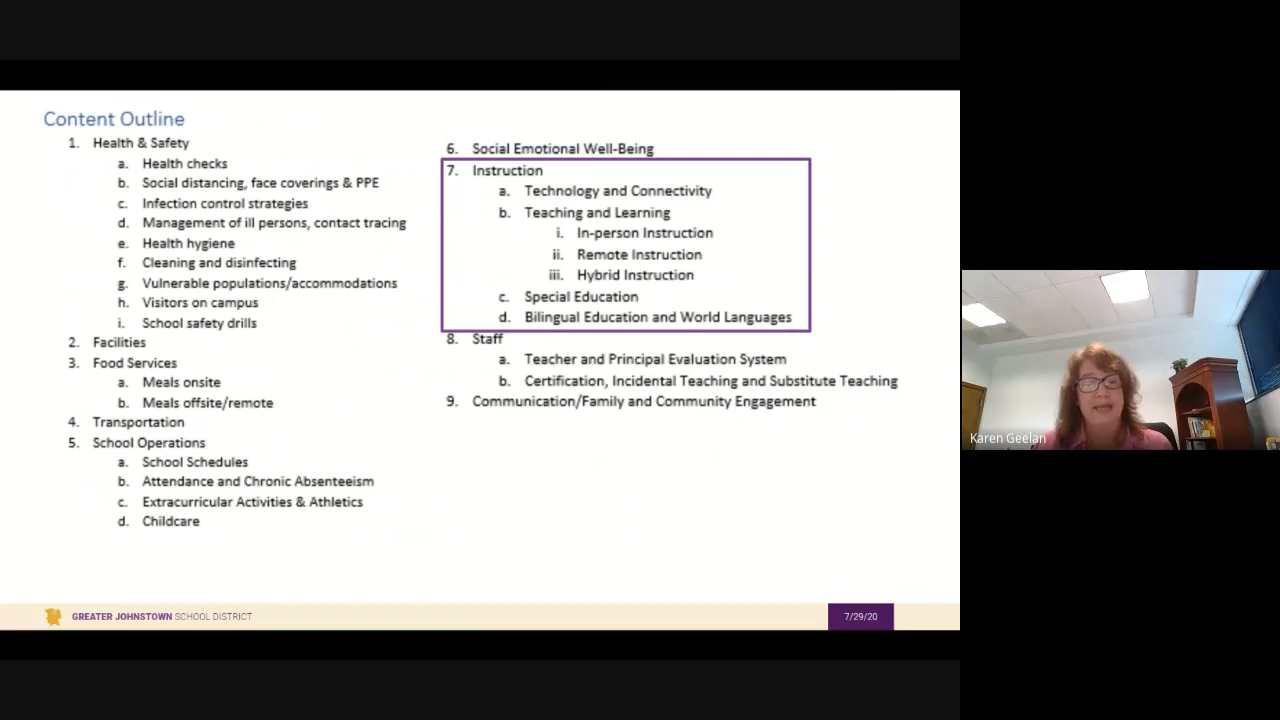 Content Outline
1. Health & Safety
a. Health checks
b. Social distancing, face coverings & PPE
c. Infection control strategies
d. Management of ill persons, contact tracing
e. Health hygiene
f. Cleaning and disinfecting
g. Vulnerable populations/accommodations
h. Visitors on campus
i. School safety drills
2. Facilities
3. Food Services
a. Meals onsite
b. Meals offsite/remote
4. Transportation
5. School Operations
a. School Schedules
b. Attendance and Chronic Absenteeism
c. Extracurricular Activities & Athletics
d. Childcare
6. Social Emotional Well-Being
7. Instruction
a. Technology and Connectivity
b. Teaching and Learning
i. In-person Instruction
ii. Remote Instruction
iii. Hybrid Instruction
c. Special Education
d. Bilingual Education and World Languages
8. Staff
a. Teacher and Principal Evaluation System
b. Certification, Incidental Teaching and Substitute Teaching
9. Communication/Family and Community Engagement
GREATER JOHNSTOWN SCHOOL DISTRICT
7/29/20
Karen Geelan